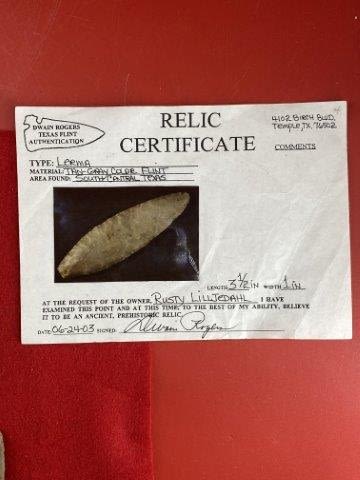 DWAIN ROGERS
TEXAS FLINT
AUTHENTICATION
RELIC
CERTIFICATE
4102 BIRCH BLVD,
TEMPLE, TX, 76502
COMMENTS
TYPE: LERMA
MATERIAL: TAN-GRAY COLOR FLINT
AREA FOUND: SOUTH CENTRAL TEXAS
LENGTH 3 1/2 IN WIDTH 1 IN
AT THE REQUEST OF THE OWNER, RUSTY LILLJEDAHL I HAVE
EXAMINED THIS POINT AND AT THIS TIME, TO THE BEST OF MY ABILITY, BELIEVE
IT TO BE AN ANCIENT, PREHISTORIC RELIC.
DATE: 06-24-03 SIGNED: Dwain Rogers